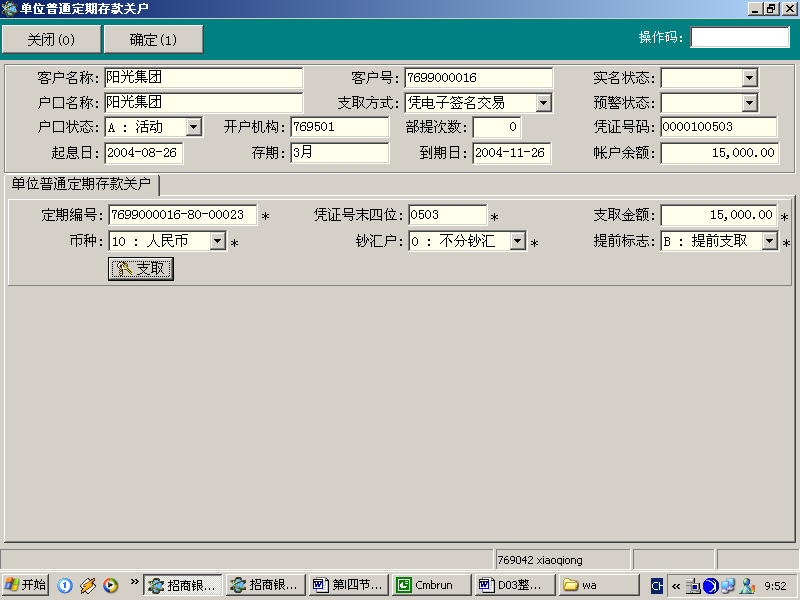 单位普通定期存款关户
关闭(0) 确定(1) 操作码:
客户名称: 阳光集团 客户号: 7699000016 实名状态:
户口名称: 阳光集团 支取方式: 凭电子签名交易 预警状态:
户口状态: A : 活动 开户机构: 769501 部提次数: 0 凭证号码: 0000100503
起息日: 2004-08-26 存期: 3月 到期日: 2004-11-26 帐户余额: 15,000.00
单位普通定期存款关户
定期编号: 7699000016-80-00023 * 凭证号末四位: 0503 * 支取金额: 15,000.00 *
币种: 10 : 人民币 * 钞汇户: 0 : 不分钞汇 * 提前标志: B : 提前支取 *
支取
769042 xiaoqiong
开始 » 招商银... 招商银... 第四节... Cmbrun D03整... wa CH « 9:52